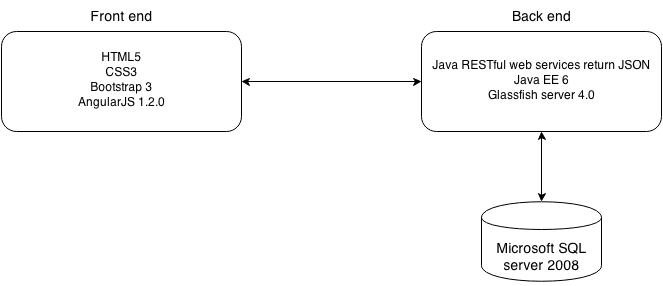 Front end
HTML5
CSS3
Bootstrap 3
AngularJS 1.2.0
Back end
Java RESTful web services return JSON
Java EE 6
Glassfish server 4.0
Microsoft SQL
server 2008